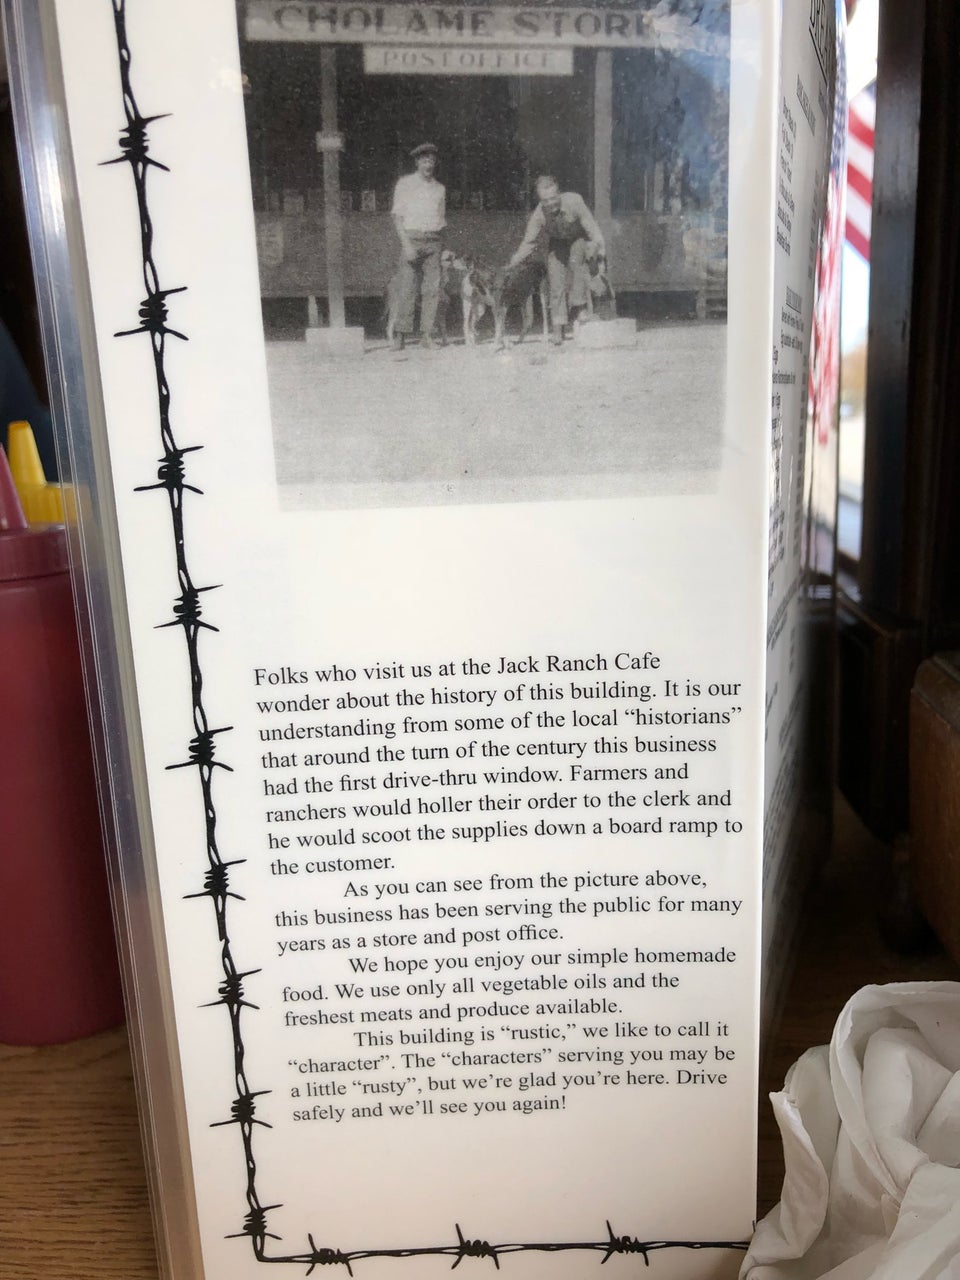 CHOLAME STORE
POST OFFICE
Folks who visit us at the Jack Ranch Cafe
wonder about the history of this building. It is our
understanding from some of the local “historians”
that around the turn of the century this business
had the first drive-thru window. Farmers and
ranchers would holler their order to the clerk and
he would scoot the supplies down a board ramp to
the customer.
As you can see from the picture above,
this business has been serving the public for many
years as a store and post office.
We hope you enjoy our simple homemade
food. We use only all vegetable oils and the
freshest meats and produce available.
This building is “rustic,” we like to call it
“character”. The “characters” serving you may be
a little “rusty”, but we’re glad you’re here. Drive
safely and we’ll see you again!